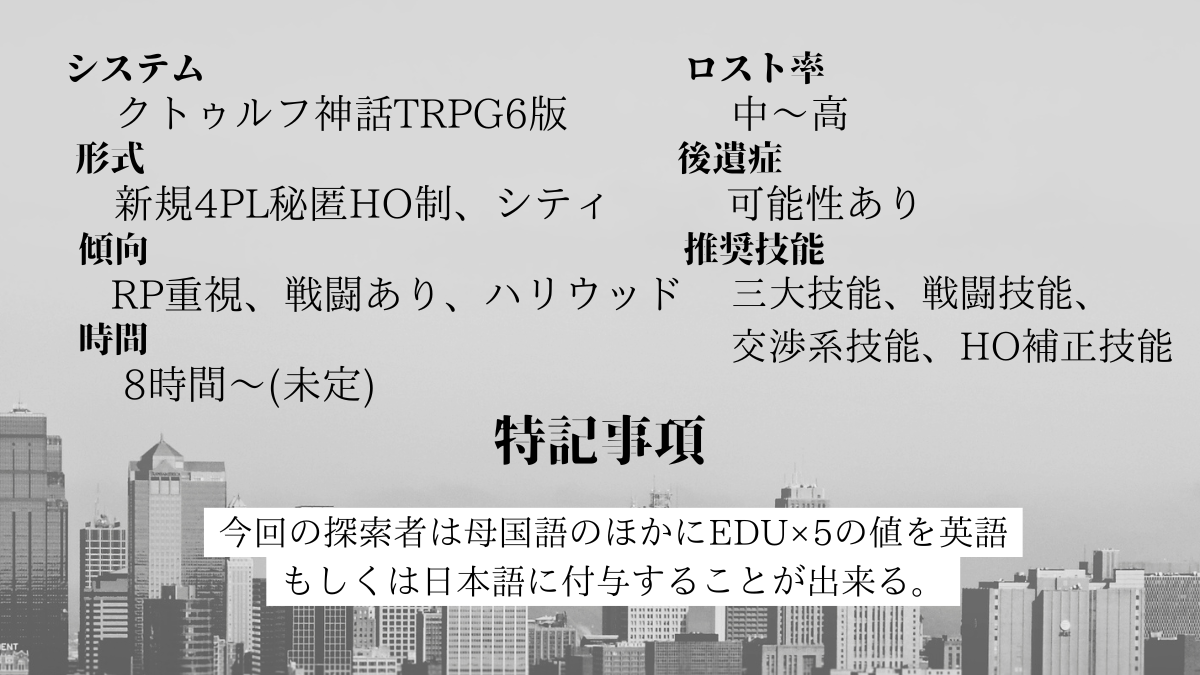 システム
クトゥルフ神話TRPG6版
形式
新規4PL秘匿HO制、シティ
傾向
RP重視、戦闘あり、ハリウッド
時間
8時間～(未定)
ロスト率
中～高
後遺症
可能性あり
推奨技能
三大技能、戦闘技能、
交渉系技能、HO補正技能
特記事項
今回の探索者は母国語のほかにEDU×5の値を英語
もしくは日本語に付与することが出来る。
ENT